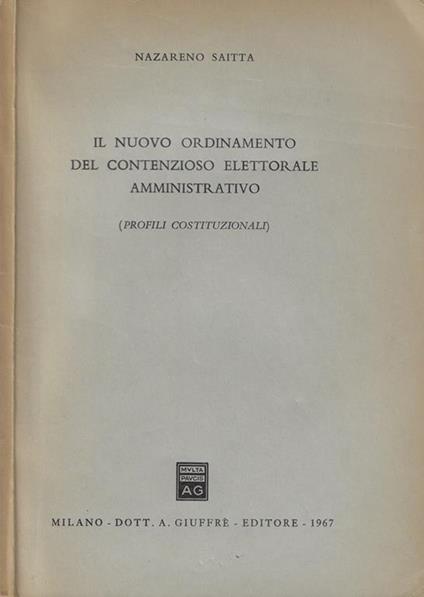 NAZARENO SAITTA
IL NUOVO ORDINAMENTO
DEL CONTENZIOSO ELETTORALE
AMMINISTRATIVO
(PROFILI COSTITUZIONALI)
MVLTA
PAVCIS
AG
MILANO - DOTT. A. GIUFFRÈ - EDITORE - 1967